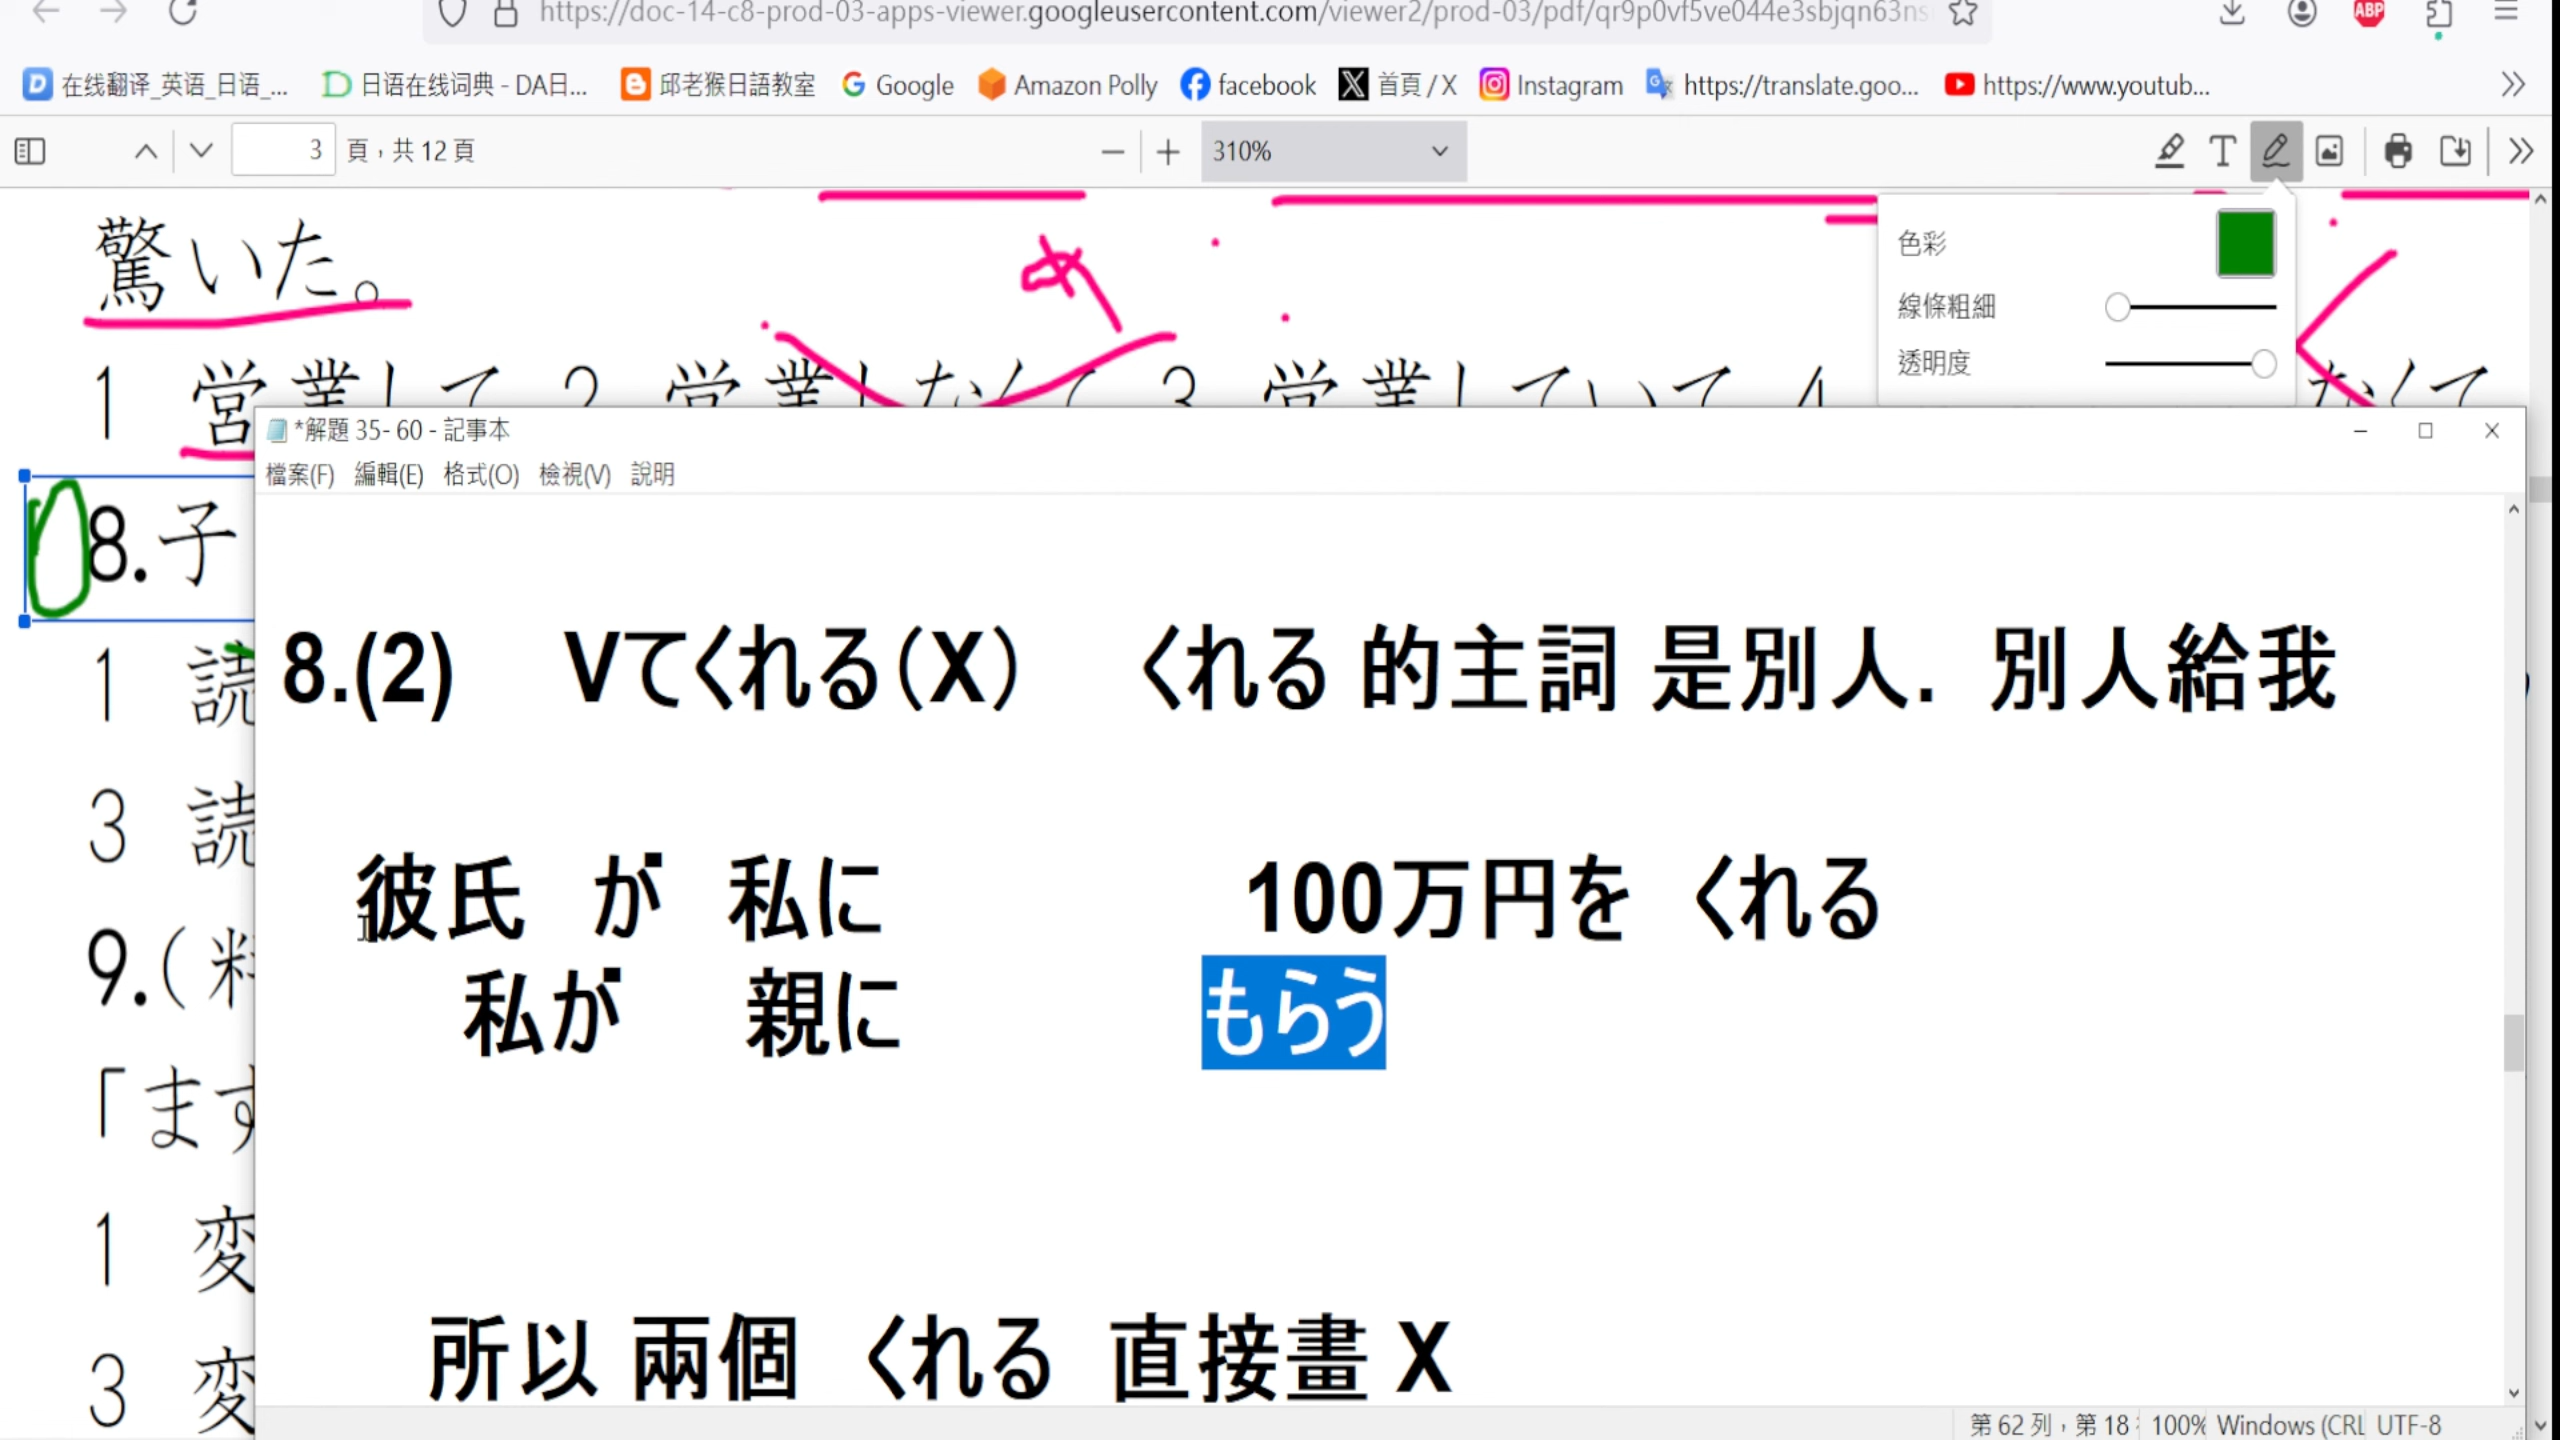 https://doc-14-c8-prod-03-apps-viewer.googleusercontent.com/viewer2/prod-03/pdf/qr9p0vf5ve044e3sbjqn63ns
在线翻译_英语_日语_... 日语在线词典 - DA日... 邱老猴日語教室 Google Amazon Polly facebook 首頁 / X Instagram https://translate.goo... https://www.youtub...
3 頁，共 12 頁 310%
色彩
線條粗細
透明度
驚いた。
あ
1 営業して 2 営業しなくて 3 営業していて 4 なくて
*解題 35- 60 - 記事本
檔案(F) 編輯(E) 格式(O) 檢視(V) 說明
8.子
1 読
3 読
9.(料
「ます
1 変
3 変
8.(2) Vてくれる（X） くれる 的主詞 是別人. 別人給我
彼氏 が 私に 100万円を くれる
私が 親に もらう
所以 兩個 くれる 直接畫 X
第 62 列，第 18 100% Windows (CRL UTF-8